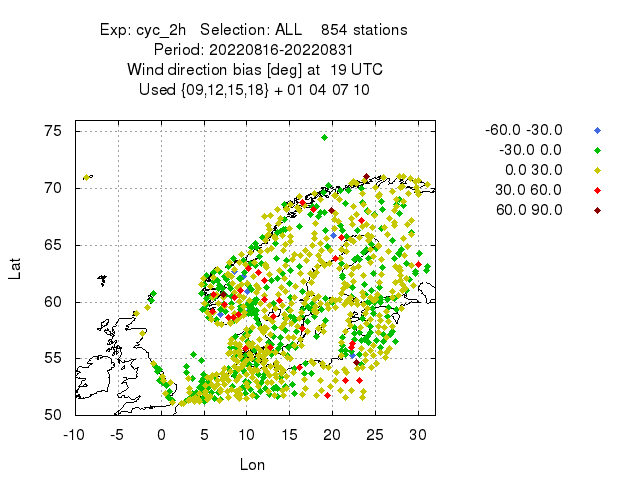 Exp: cyc_2h Selection: ALL 854 stations
Period: 20220816-20220831
Wind direction bias [deg] at 19 UTC
Used {09,12,15,18} + 01 04 07 10
-60.0 -30.0
-30.0 0.0
0.0 30.0
30.0 60.0
60.0 90.0
75
70
65
60
55
50
Lat
-10 -5 0 5 10 15 20 25 30
Lon